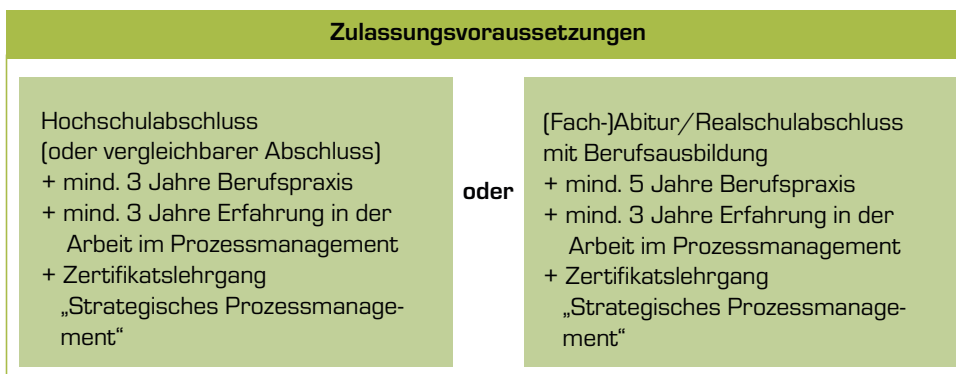 Zulassungsvoraussetzungen
Hochschulabschluss
(oder vergleichbarer Abschluss)
+ mind. 3 Jahre Berufspraxis
+ mind. 3 Jahre Erfahrung in der
Arbeit im Prozessmanagement
+ Zertifikatslehrgang
„Strategisches Prozessmanage-
ment“
oder
(Fach-)Abitur/Realschulabschluss
mit Berufsausbildung
+ mind. 5 Jahre Berufspraxis
+ mind. 3 Jahre Erfahrung in der
Arbeit im Prozessmanagement
+ Zertifikatslehrgang
„Strategisches Prozessmanage-
ment“